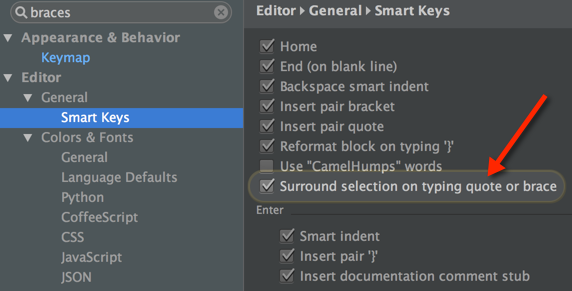 braces
Appearance & Behavior
Keymap
Editor
General
Smart Keys
Colors & Fonts
General
Language Defaults
Python
CoffeeScript
CSS
JavaScript
JSON
Editor General Smart Keys
Home
End (on blank line)
Backspace smart indent
Insert pair bracket
Insert pair quote
Reformat block on typing '}'
Use "CamelHumps" words
Surround selection on typing quote or brace
Enter
Smart indent
Insert pair '}'
Insert documentation comment stub